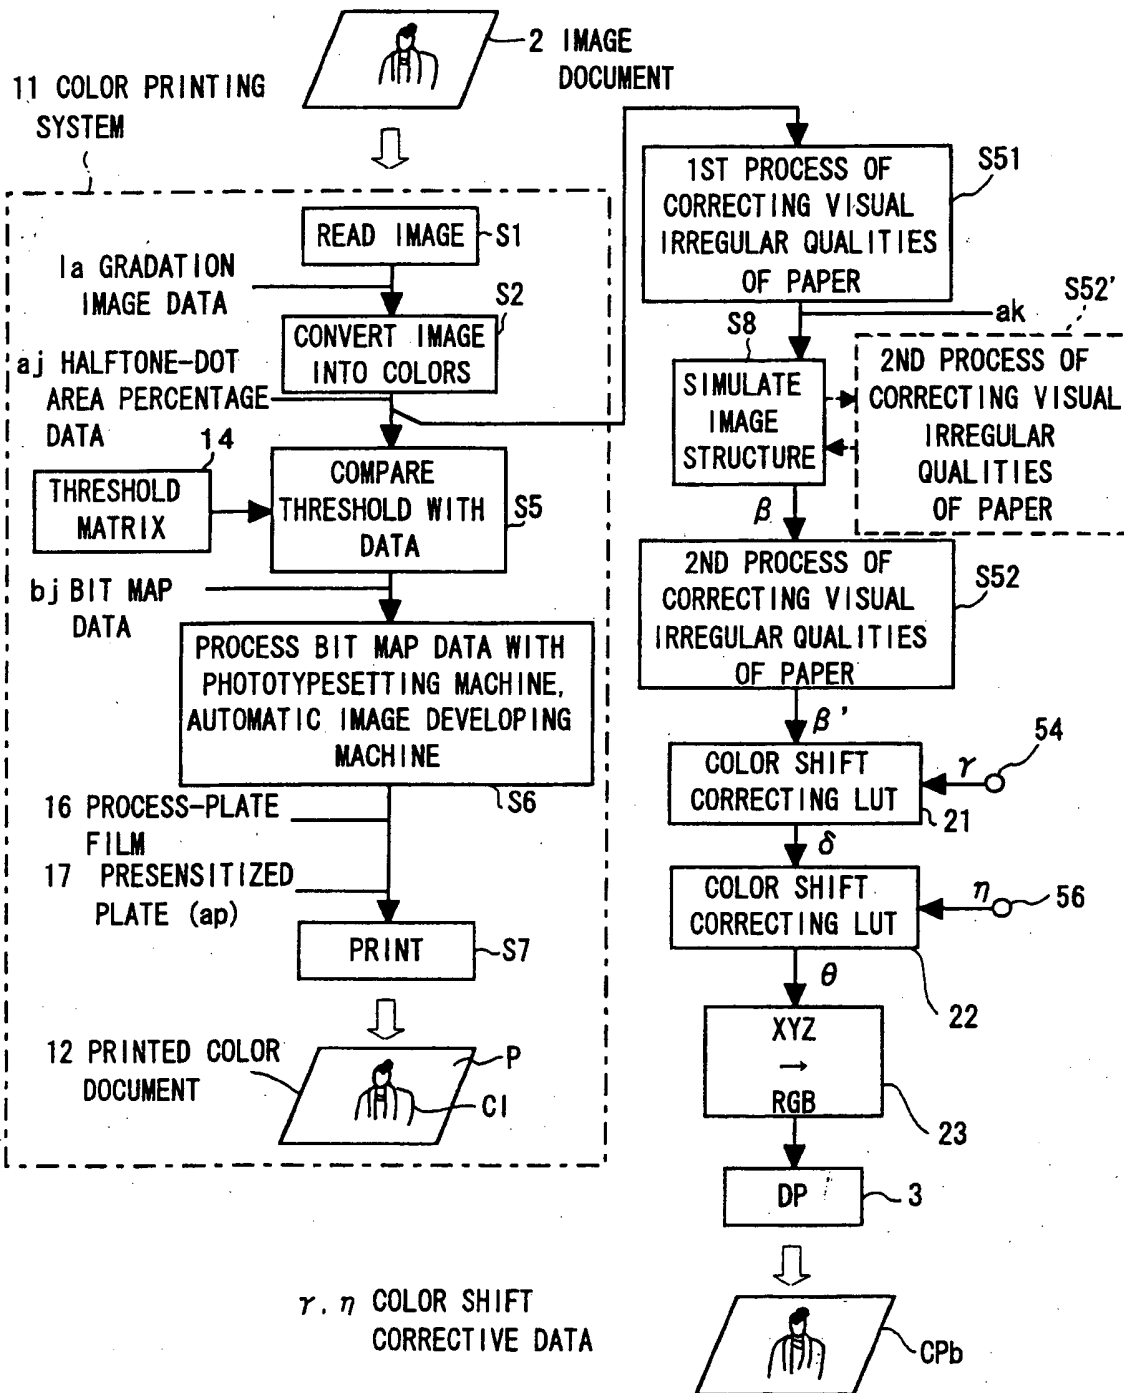 2 IMAGE
DOCUMENT
11 COLOR PRINTING
SYSTEM
READ IMAGE
S1
Ia GRADATION
IMAGE DATA
S2
CONVERT IMAGE
INTO COLORS
aj HALFTONE-DOT
AREA PERCENTAGE
DATA
14
THRESHOLD
MATRIX
COMPARE
THRESHOLD WITH
DATA
S5
bj BIT MAP
DATA
PROCESS BIT MAP DATA WITH
PHOTOTYPESETTING MACHINE,
AUTOMATIC IMAGE DEVELOPING
MACHINE
S6
16 PROCESS-PLATE
FILM
17 PRESENSITIZED
PLATE (ap)
PRINT
S7
12 PRINTED COLOR
DOCUMENT
P
CI
1ST PROCESS OF
CORRECTING VISUAL
IRREGULAR QUALITIES
OF PAPER
S51
ak
S8
SIMULATE
IMAGE
STRUCTURE
S52'
2ND PROCESS OF
CORRECTING VISUAL
IRREGULAR
QUALITIES
OF PAPER
β
2ND PROCESS OF
CORRECTING VISUAL
IRREGULAR QUALITIES
OF PAPER
S52
β'
COLOR SHIFT
CORRECTING LUT
21
γ
54
δ
COLOR SHIFT
CORRECTING LUT
22
η
56
θ
XYZ
→
RGB
23
DP
3
CPb
γ, η COLOR SHIFT
CORRECTIVE DATA